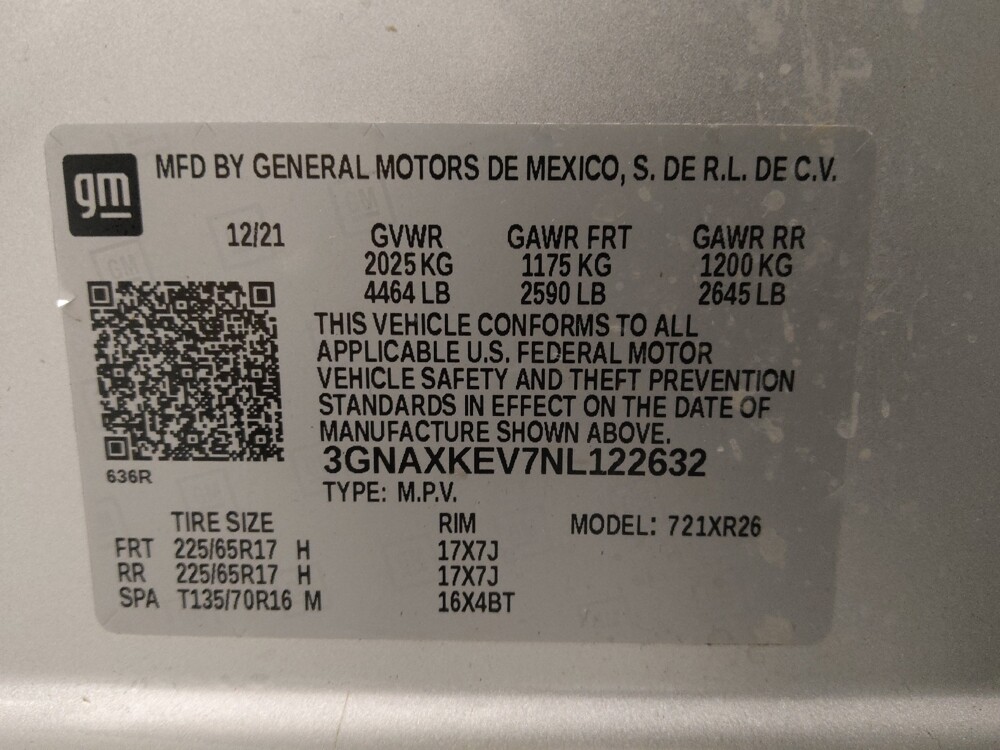 gm
MFD BY GENERAL MOTORS DE MEXICO, S. DE R.L. DE C.V.
12/21 GVWR GAWR FRT GAWR RR
2025 KG 1175 KG 1200 KG
4464 LB 2590 LB 2645 LB
THIS VEHICLE CONFORMS TO ALL
APPLICABLE U.S. FEDERAL MOTOR
VEHICLE SAFETY AND THEFT PREVENTION
STANDARDS IN EFFECT ON THE DATE OF
MANUFACTURE SHOWN ABOVE.
3GNAXKEV7NL122632
636R
TYPE: M.P.V.
TIRE SIZE RIM MODEL: 721XR26
FRT 225/65R17 H 17X7J
RR 225/65R17 H 17X7J
SPA T135/70R16 M 16X4BT